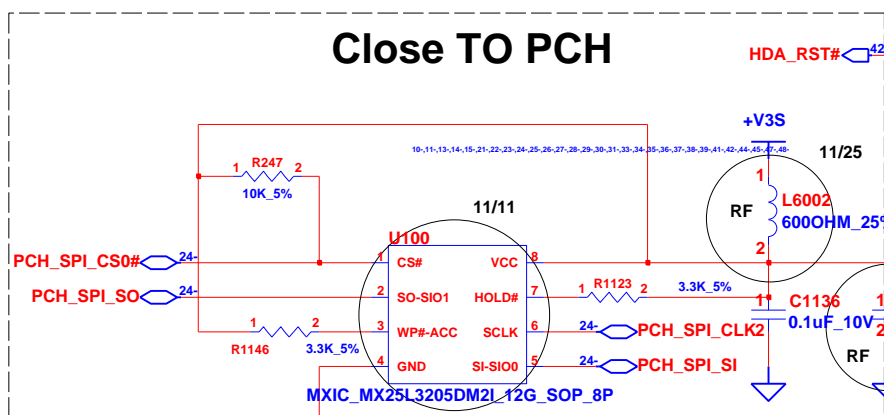 Close TO PCH
HDA_RST#
42
+V3S
10-,11-,13-,14-,15-,21-,22-,23-,24-,25-,26-,27-,28-,29-,30-,31-,33-,34-,35-,36-,37-,38-,39-,41-,42-,44-,45-,47-,48-
11/25
1 R247 2
10K_5%
1
RF
L6002
600OHM_25%
2
11/11
U100
PCH_SPI_CS0# 24- 1 CS# VCC 8
PCH_SPI_SO 24- 2 SO-SIO1 HOLD# 7 1 R1123 2 3.3K_5%
1 C1136
0.1uF_10V
2
1
2
RF
1 2 3 WP#-ACC SCLK 6 24- PCH_SPI_CLK2
R1146 3.3K_5%
4 GND SI-SIO0 5 24- PCH_SPI_SI
MXIC_MX25L3205DM2I_12G_SOP_8P